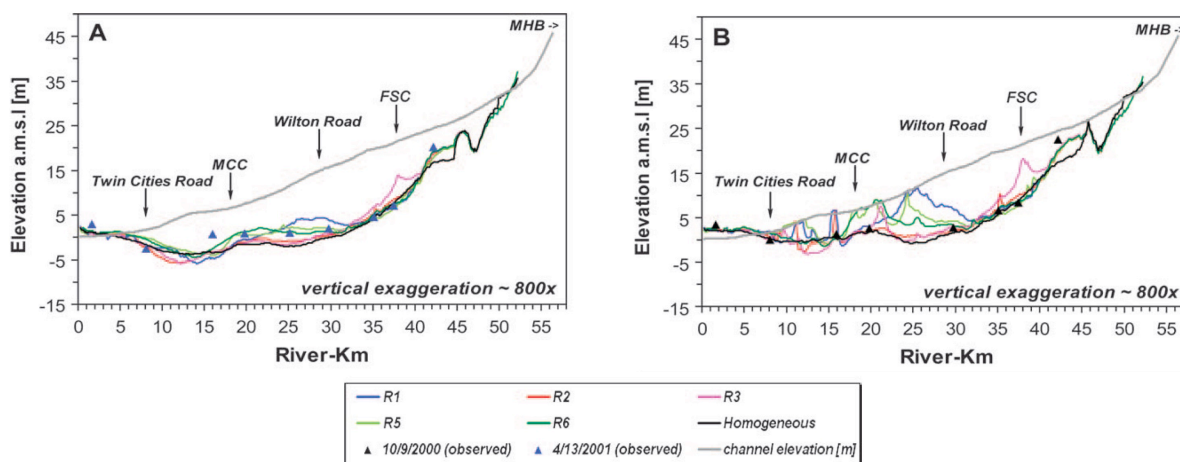 A
MHB ->
45
35
25
15
5
-5
-15
Elevation a.m.s.l [m]
FSC
Wilton Road
MCC
Twin Cities Road
vertical exaggeration ~ 800x
0 5 10 15 20 25 30 35 40 45 50 55
River-Km
B
MHB ->
45
35
25
15
5
-5
-15
Elevation a.m.s.l [m]
FSC
Wilton Road
MCC
Twin Cities Road
vertical exaggeration ~ 800x
0 5 10 15 20 25 30 35 40 45 50 55
River-Km
R1 R2 R3
R5 R6 Homogeneous
10/9/2000 (observed) 4/13/2001 (observed) channel elevation [m]